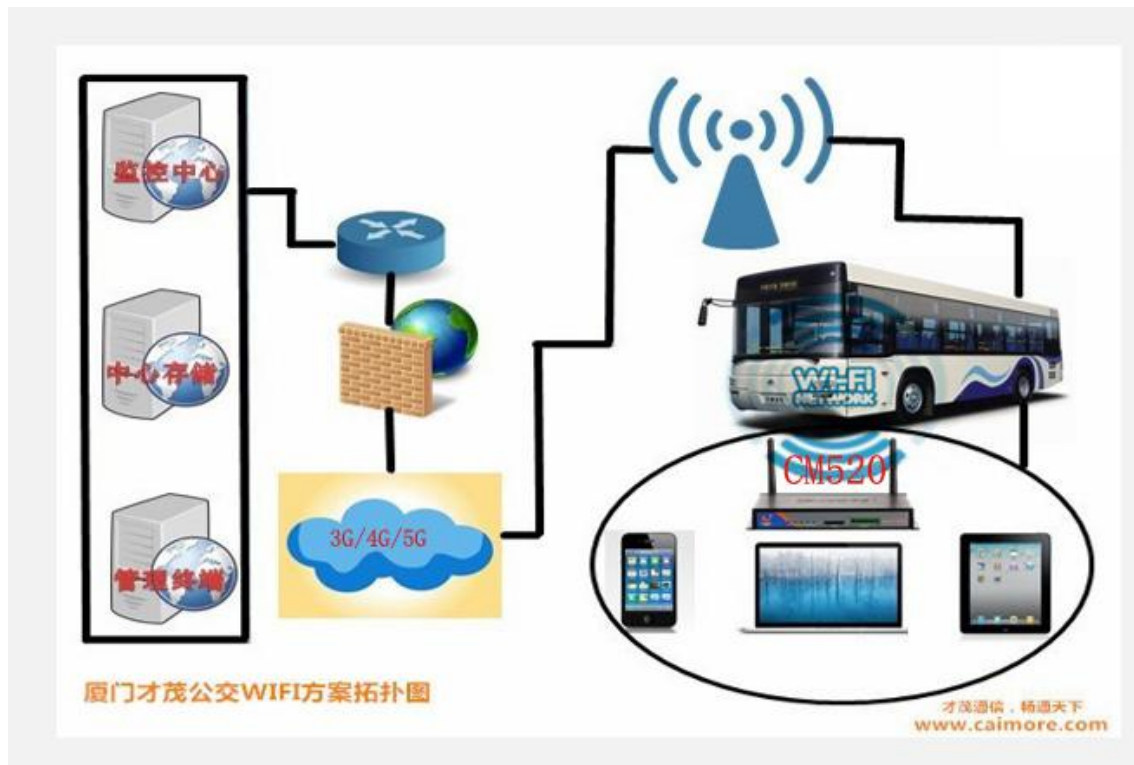 监控中心
中心存储
管理终端
3G/4G/5G
WI-FI
NETWORK
CM520
厦门才茂公交WIFI方案拓扑图
才茂通信，畅通天下
www.caimore.com